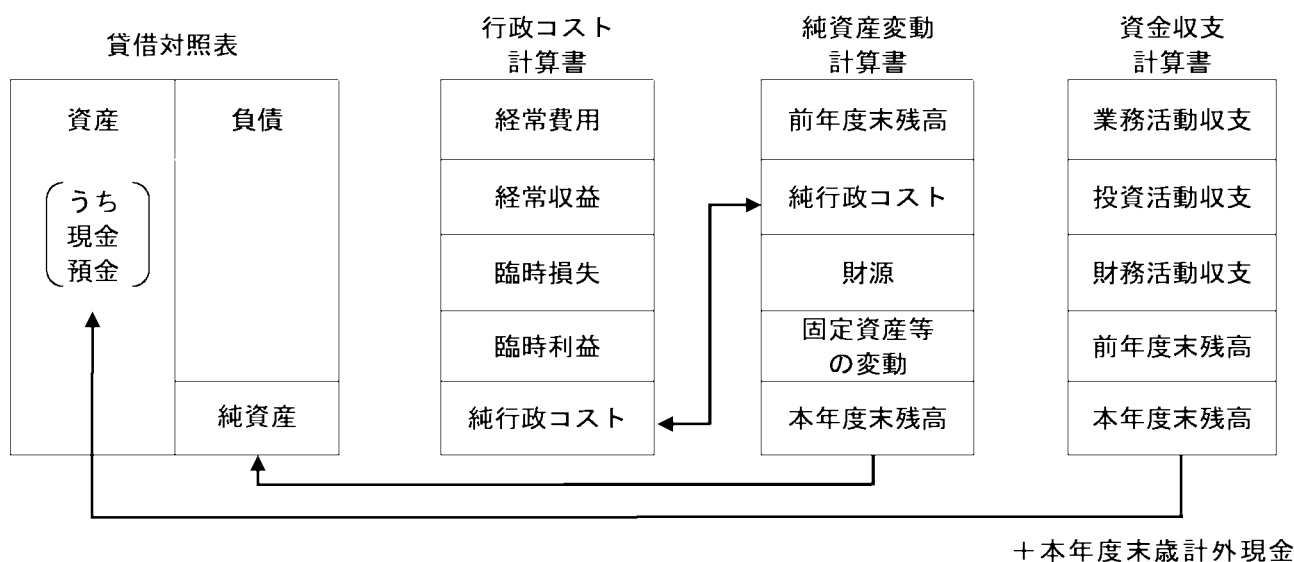 貸借対照表
資産
負債
うち
現金
預金
純資産
行政コスト
計算書
経常費用
経常収益
臨時損失
臨時利益
純行政コスト
純資産変動
計算書
前年度末残高
純行政コスト
財源
固定資産等
の変動
本年度末残高
資金収支
計算書
業務活動収支
投資活動収支
財務活動収支
前年度末残高
本年度末残高
＋本年度末歳計外現金